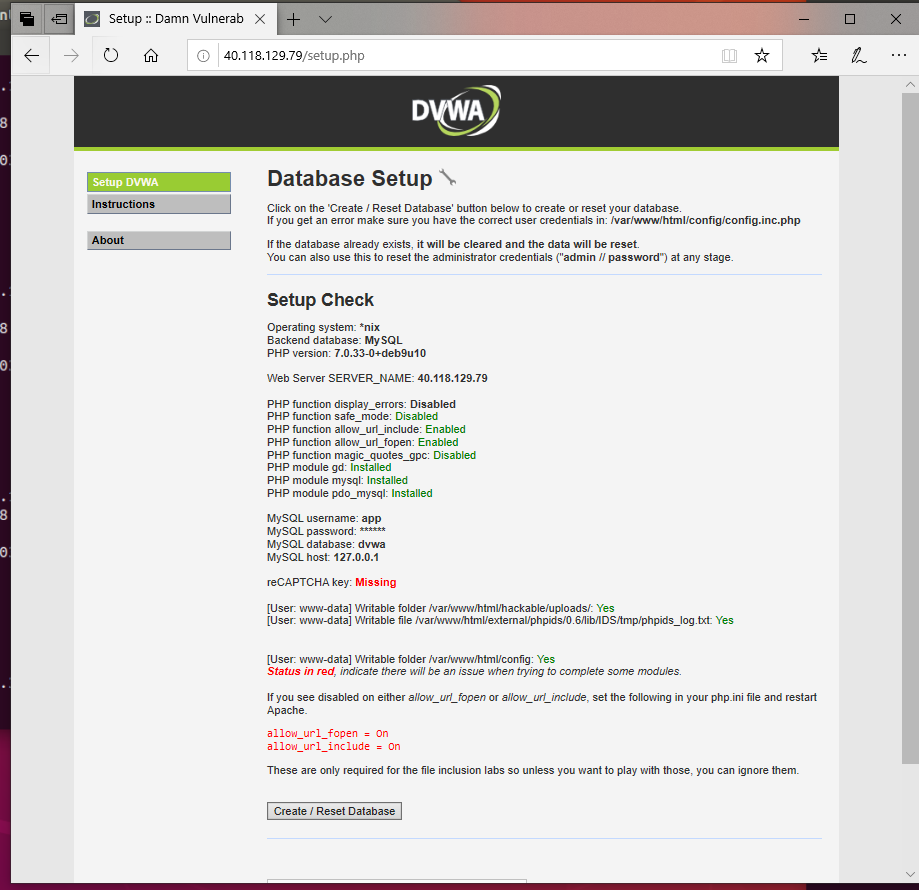 Setup :: Damn Vulnerab
40.118.129.79/setup.php
DVWA
Setup DVWA
Instructions
About
Database Setup
Click on the 'Create / Reset Database' button below to create or reset your database.
If you get an error make sure you have the correct user credentials in: /var/www/html/config/config.inc.php
If the database already exists, it will be cleared and the data will be reset.
You can also use this to reset the administrator credentials ("admin // password") at any stage.
Setup Check
Operating system: *nix
Backend database: MySQL
PHP version: 7.0.33-0+deb9u10
Web Server SERVER_NAME: 40.118.129.79
PHP function display_errors: Disabled
PHP function safe_mode: Disabled
PHP function allow_url_include: Enabled
PHP function allow_url_fopen: Enabled
PHP function magic_quotes_gpc: Disabled
PHP module gd: Installed
PHP module mysql: Installed
PHP module pdo_mysql: Installed
MySQL username: app
MySQL password: ******
MySQL database: dvwa
MySQL host: 127.0.0.1
reCAPTCHA key: Missing
[User: www-data] Writable folder /var/www/html/hackable/uploads/: Yes
[User: www-data] Writable file /var/www/html/external/phpids/0.6/lib/IDS/tmp/phpids_log.txt: Yes
[User: www-data] Writable folder /var/www/html/config: Yes
Status in red, indicate there will be an issue when trying to complete some modules.
If you see disabled on either allow_url_fopen or allow_url_include, set the following in your php.ini file and restart
Apache.
allow_url_fopen = On
allow_url_include = On
These are only required for the file inclusion labs so unless you want to play with those, you can ignore them.
Create / Reset Database